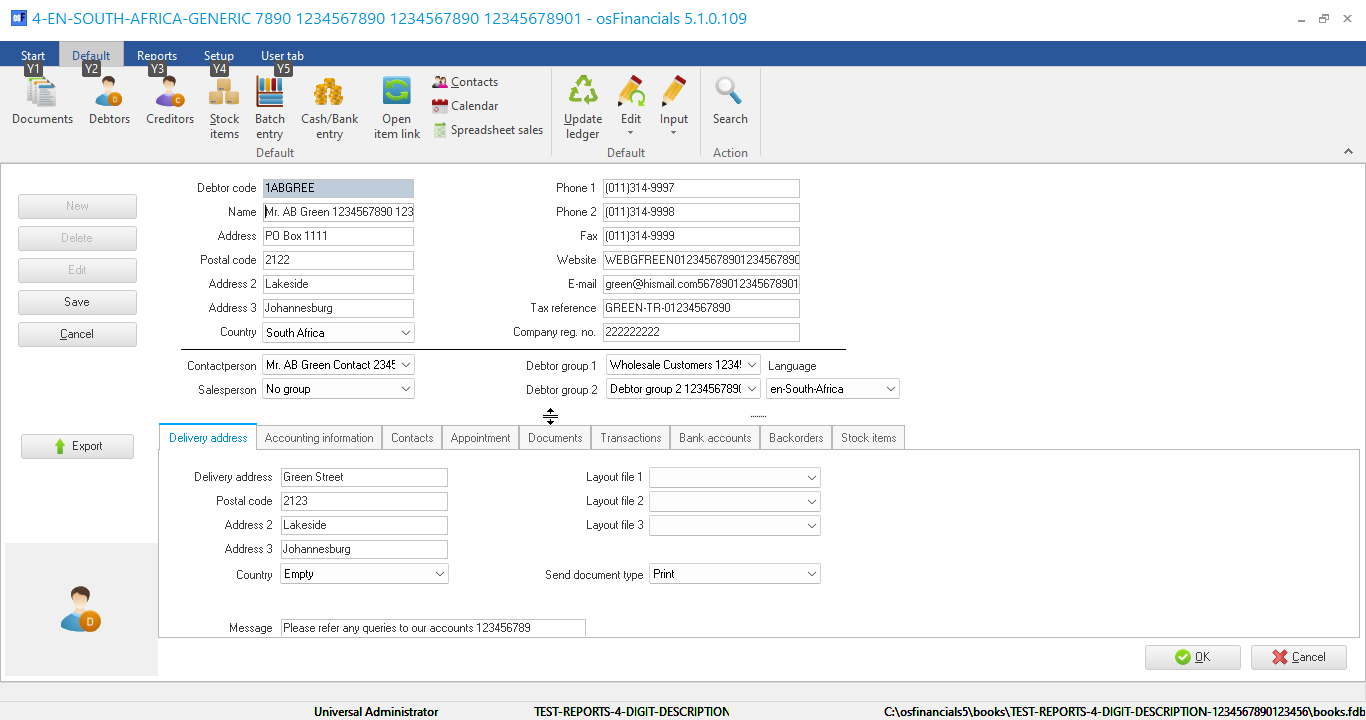 osF 4-EN-SOUTH-AFRICA-GENERIC 7890 1234567890 1234567890 12345678901 - osFinancials 5.1.0.109
Start Default Reports Setup User tab
Y1 Y2 Y3 Y4 Y5
Documents Debtors Creditors Stock items Batch entry Cash/Bank entry Open item link
Contacts
Calendar
Spreadsheet sales
Update ledger Edit Input Search
Default Default Action
New
Delete
Edit
Save
Cancel
Export
Debtor code 1ABGREE Phone 1 (011)314-9997
Name Mr. AB Green 1234567890 123 Phone 2 (011)314-9998
Address PO Box 1111 Fax (011)314-9999
Postal code 2122 Website WEBGFREEN01234567890123456789(
Address 2 Lakeside E-mail green@hismail.com56789012345678901
Address 3 Johannesburg Tax reference GREEN-TR-01234567890
Country South Africa Company reg. no. 222222222
Contactperson Mr. AB Green Contact 2345 Debtor group 1 Wholesale Customers 1234! Language
Salesperson No group Debtor group 2 Debtor group 2 123456789( en-South-Africa
Delivery address Accounting information Contacts Appointment Documents Transactions Bank accounts Backorders Stock items
Delivery address Green Street Layout file 1
Postal code 2123 Layout file 2
Address 2 Lakeside Layout file 3
Address 3 Johannesburg
Country Empty Send document type Print
Message Please refer any queries to our accounts 123456789
D
OK Cancel
Universal Administrator TEST-REPORTS-4-DIGIT-DESCRIPTION C:\osfinancials5\books\TEST-REPORTS-4-DIGIT-DESCRIPTION-1234567890123456\books.fdb